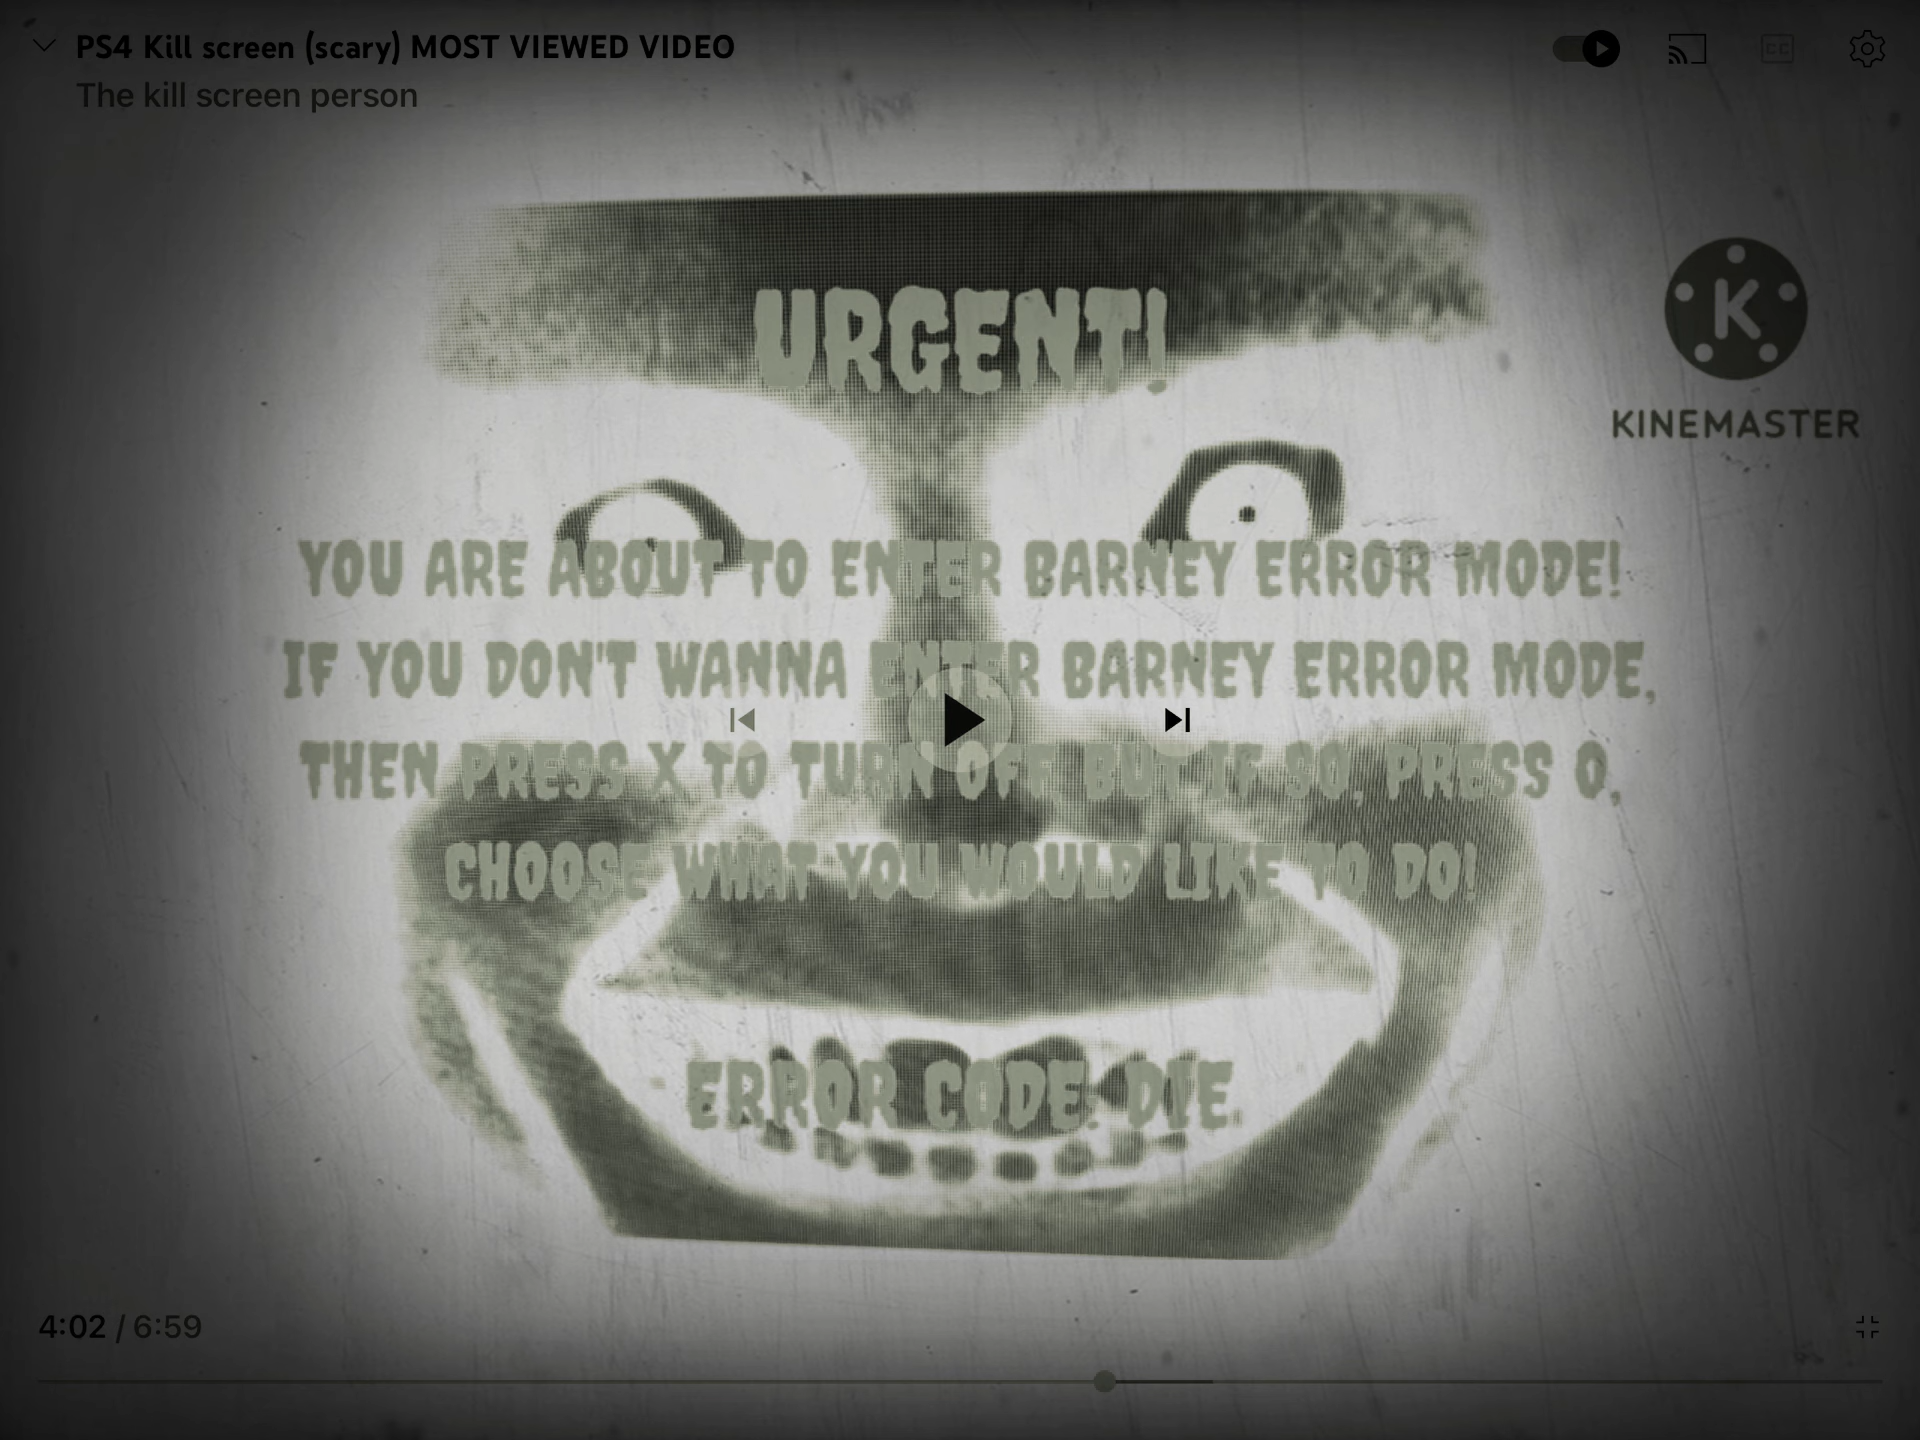 PS4 Kill screen (scary) MOST VIEWED VIDEO
The kill screen person
CC
URGENT!
K
KINEMASTER
YOU ARE ABOUT TO ENTER BARNEY ERROR MODE!
IF YOU DON'T WANNA ENTER BARNEY ERROR MODE,
THEN PRESS X TO TURN OFF, BUT IF SO, PRESS O,
CHOOSE WHAT YOU WOULD LIKE TO DO!
ERROR CODE: DIE.
4:02 / 6:59